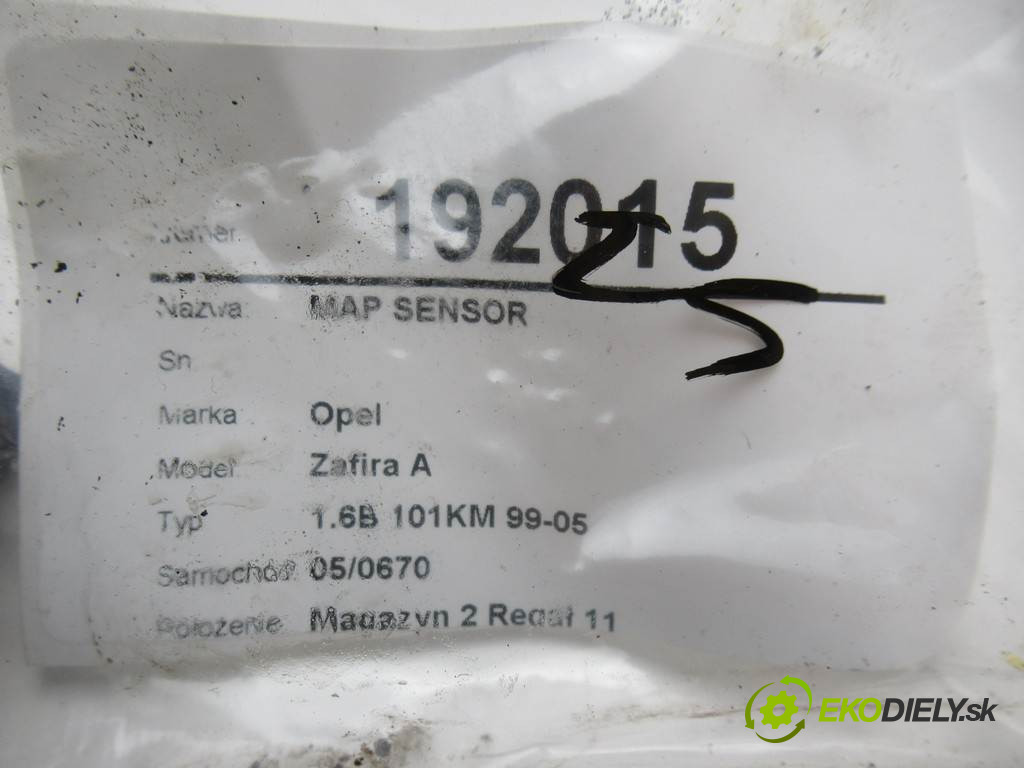 Numer: 192015
Nazwa: MAP SENSOR
Sn
Marka: Opel
Model: Zafira A
Typ 1.6B 101KM 99-05
Samochód? 05/0670
Położenie Magazyn 2 Regał 11
EKODIELY.sk